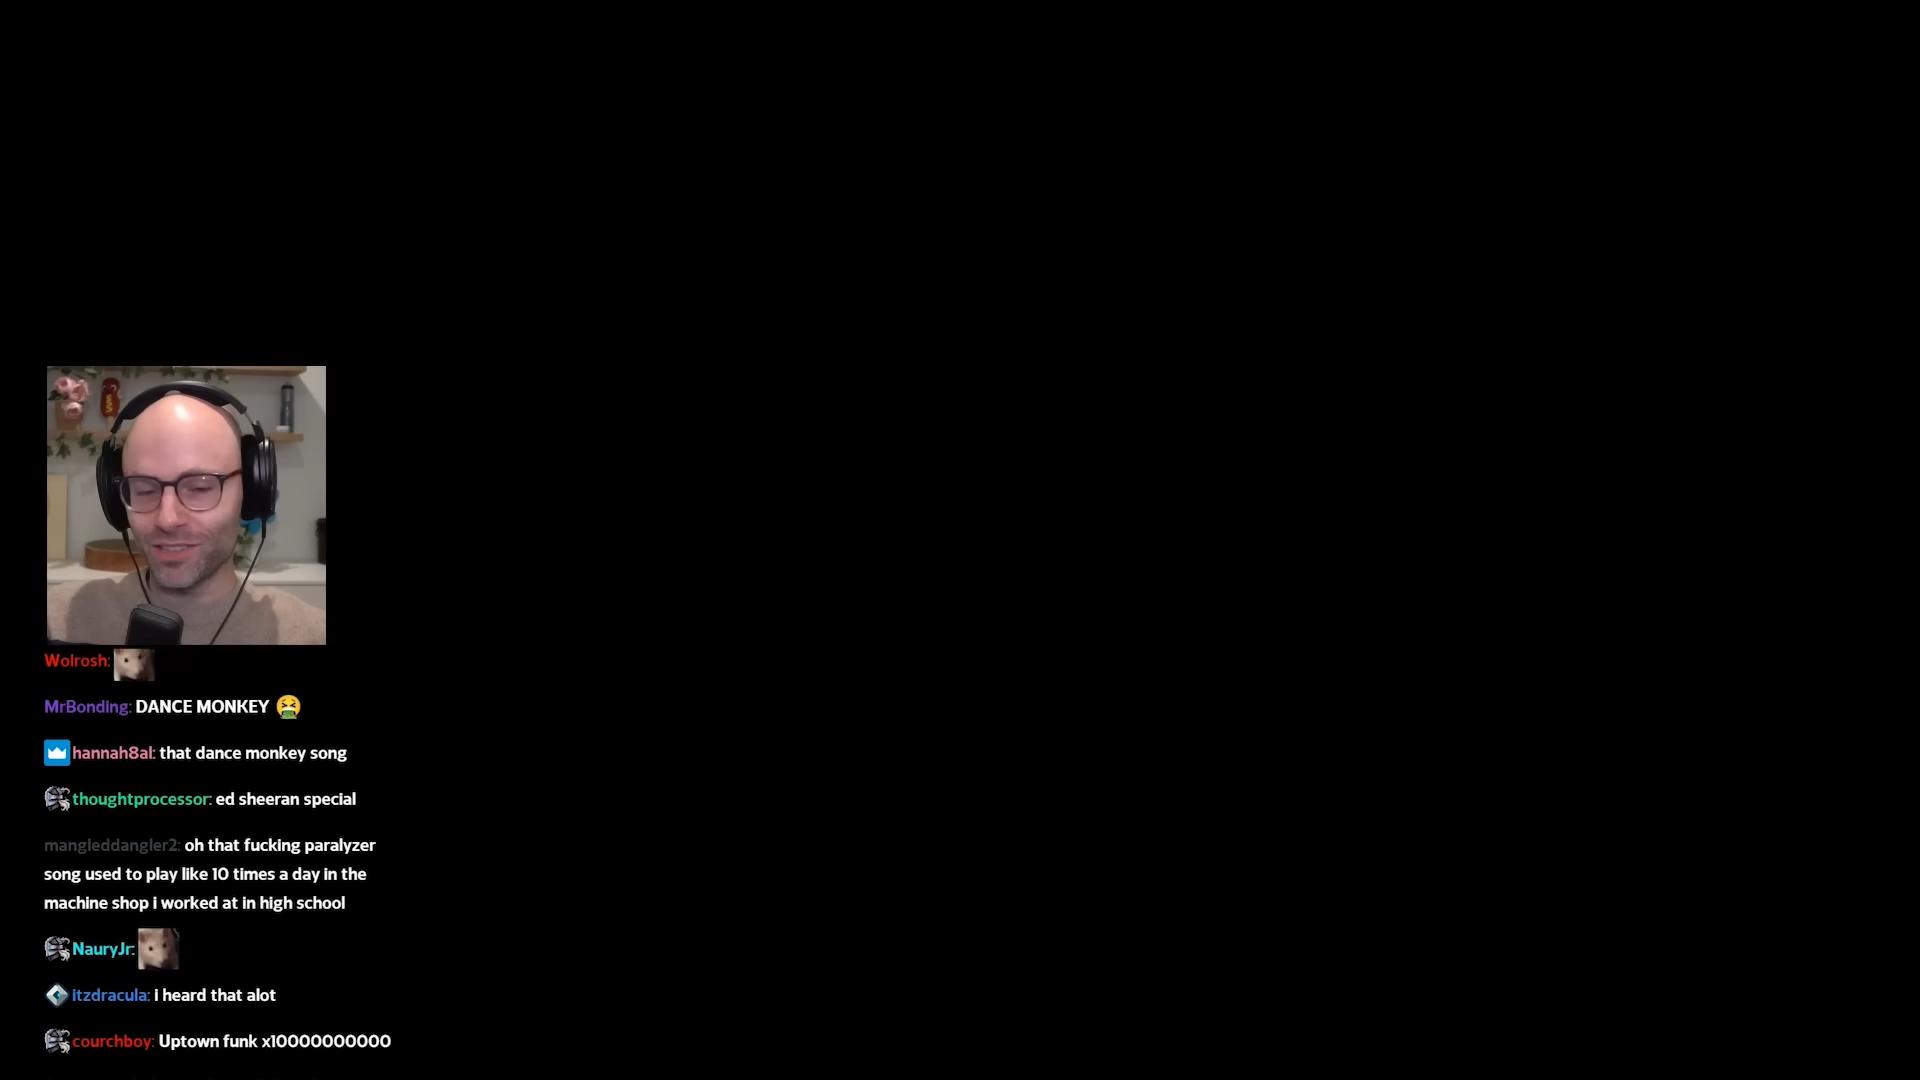 Wolrosh:
MrBonding: DANCE MONKEY
hannah8al: that dance monkey song
thoughtprocessor: ed sheeran special
mangleddangler2: oh that fucking paralyzer
song used to play like 10 times a day in the
machine shop i worked at in high school
NauryJr:
itzdracula: i heard that alot
courchboy: Uptown funk x10000000000